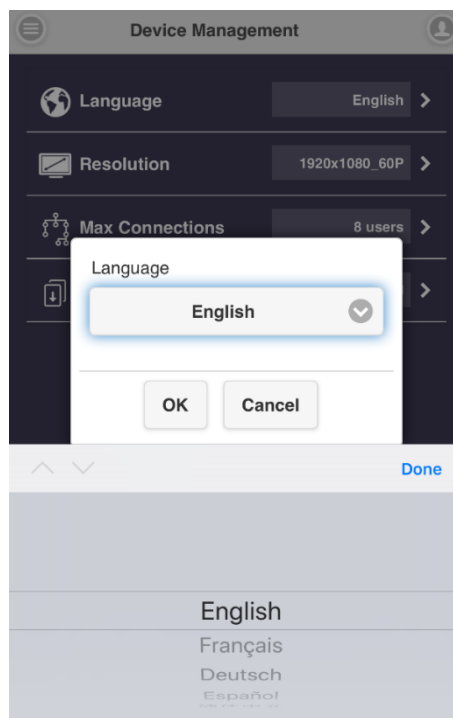 Device Management
Language English
Resolution 1920x1080_60P
Max Connections 8 users
Language
English
OK Cancel
Done
English
Français
Deutsch
Español